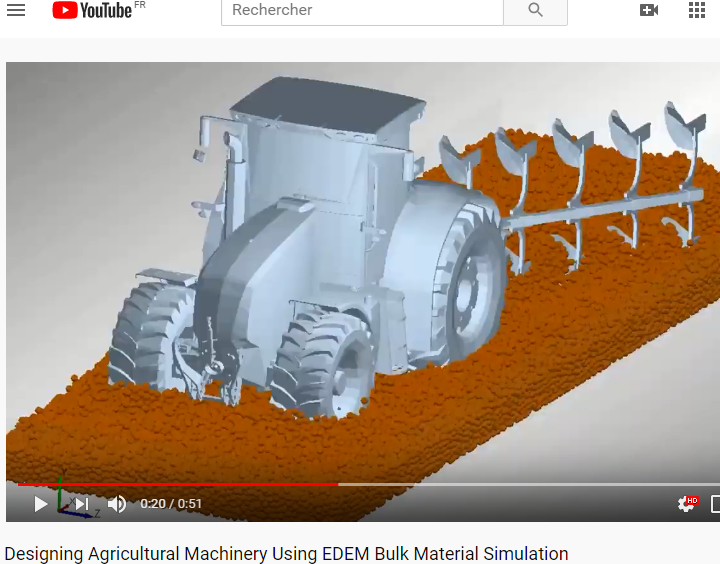 YouTube FR
Rechercher
0:20 / 0:51
HD
X
Z
Designing Agricultural Machinery Using EDEM Bulk Material Simulation